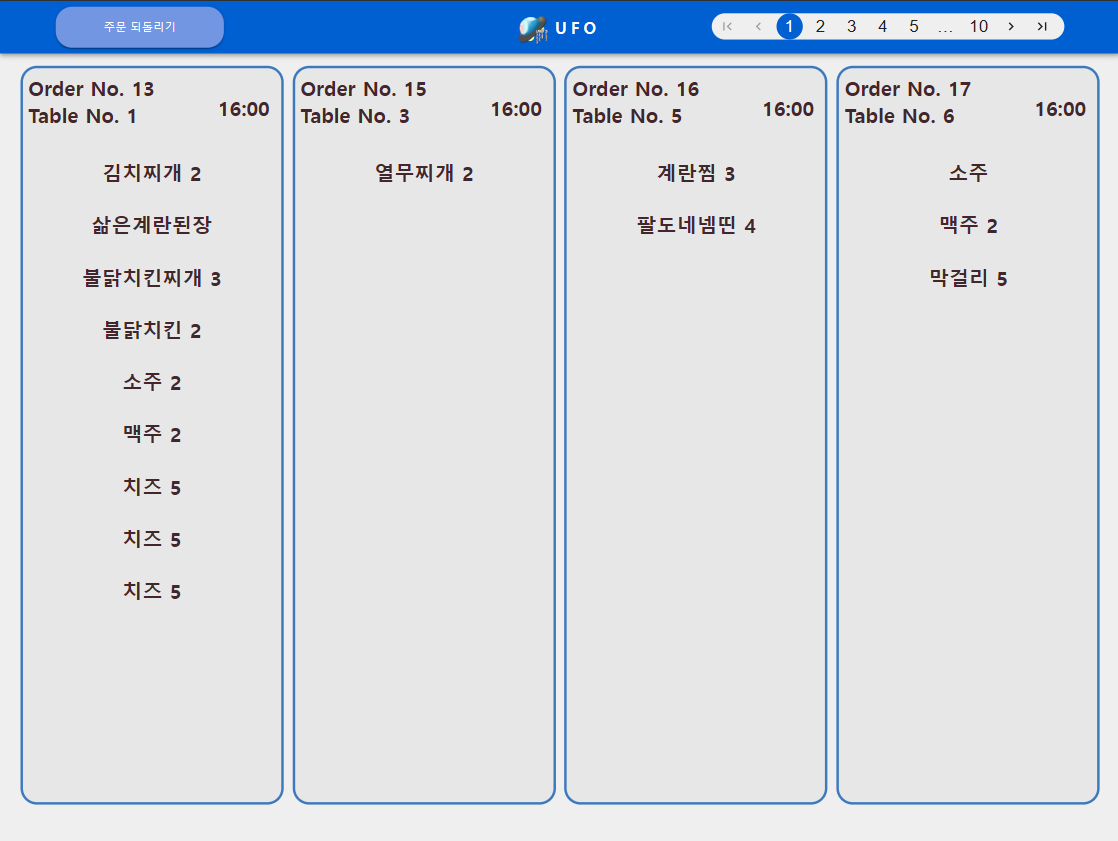 주문 되돌리기
UFO
1 2 3 4 5 ... 10
Order No. 13
Table No. 1
16:00
김치찌개 2
삶은계란된장
불닭치킨찌개 3
불닭치킨 2
소주 2
맥주 2
치즈 5
치즈 5
치즈 5
Order No. 15
Table No. 3
16:00
열무찌개 2
Order No. 16
Table No. 5
16:00
계란찜 3
팔도네넴띤 4
Order No. 17
Table No. 6
16:00
소주
맥주 2
막걸리 5